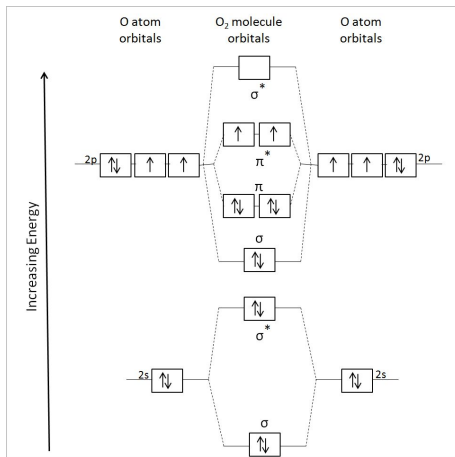 O atom
orbitals
O₂ molecule
orbitals
O atom
orbitals
σ*
π*
2p
2p
π
σ
σ*
2s
2s
σ
Increasing Energy